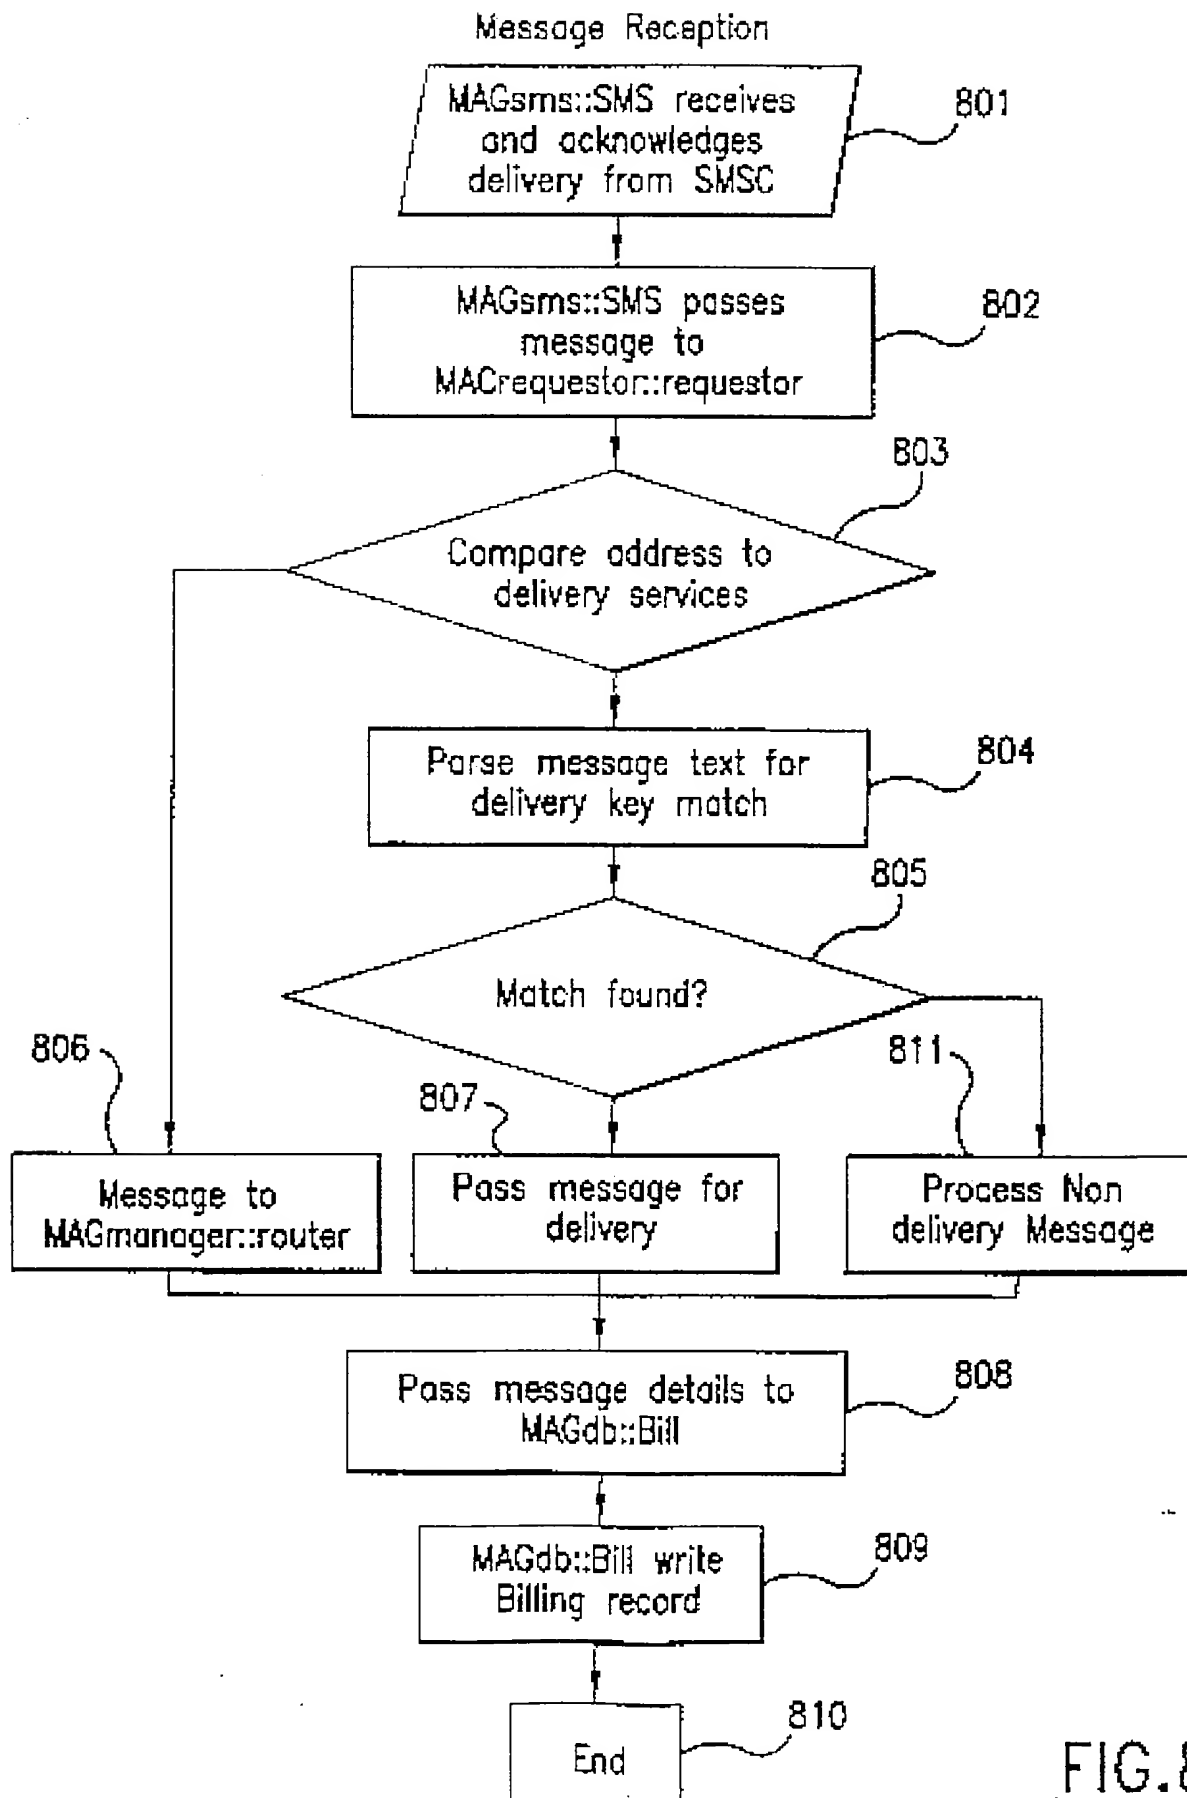 Message Reception
MAGsms::SMS receives
and acknowledges
delivery from SMSC
801
MAGsms::SMS passes
message to
MACrequestor::requestor
802
803
Compare address to
delivery services
Parse message text for
delivery key match
804
805
Match found?
806
807
811
Message to
MAGmanager::router
Pass message for
delivery
Process Non
delivery Message
Pass message details to
MAGdb::Bill
808
MAGdb::Bill write
Billing record
809
End
810
FIG.8